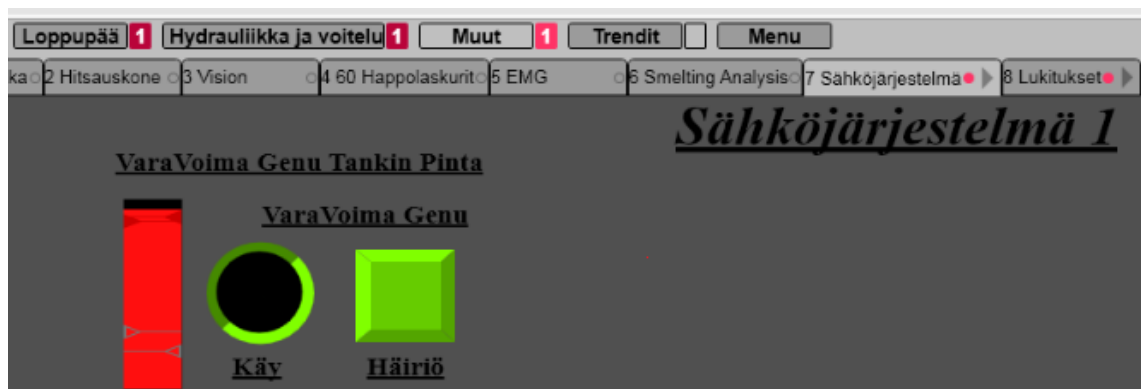 Loppupää 1 Hydrauliikka ja voitelu 1 Muut 1 Trendit Menu
ka 2 Hitsauskone 3 Vision 4 60 Happolaskurit 5 EMG 6 Smelting Analysis 7 Sähköjärjestelmä 8 Lukitukset
Sähköjärjestelmä 1
VaraVoima Genu Tankin Pinta
VaraVoima Genu
Käy Häiriö